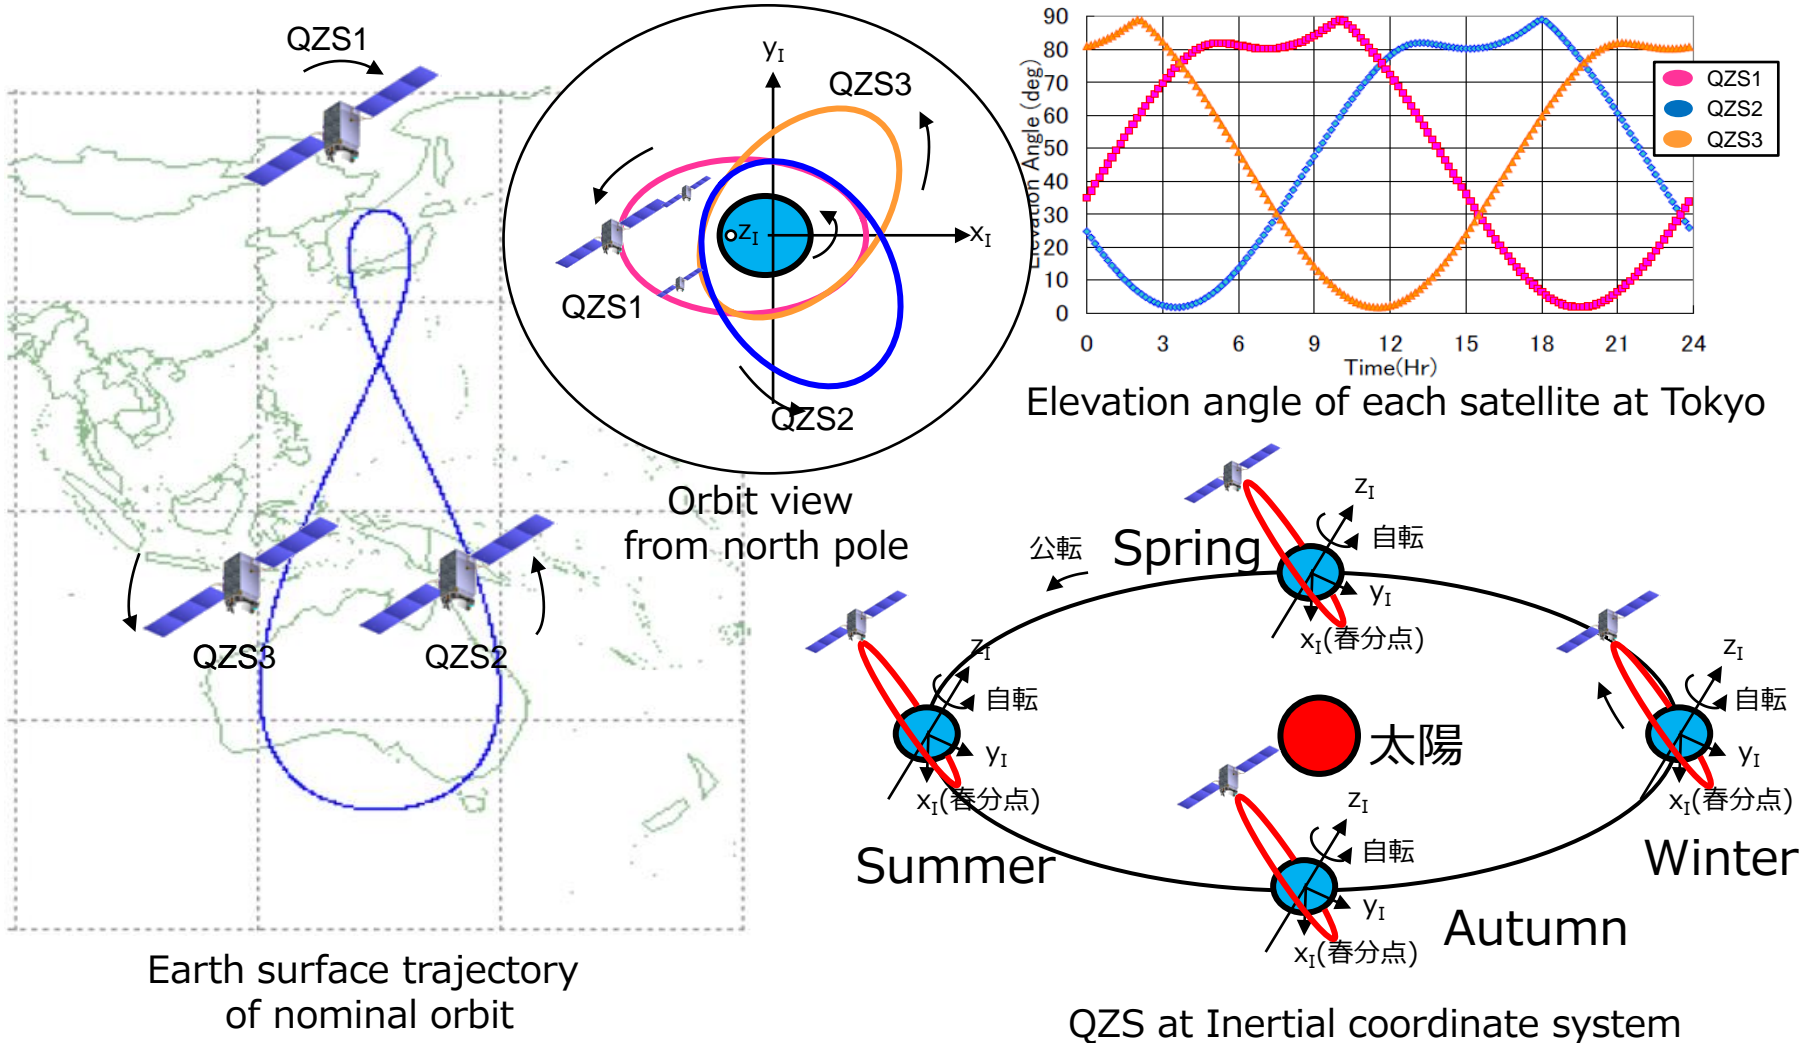 QZS1
QZS3
QZS2
Earth surface trajectory
of nominal orbit
yI
QZS3
zI
xI
QZS1
QZS2
Orbit view
from north pole
90
80
70
60
50
40
30
20
10
0
Elevation Angle (deg)
0 3 6 9 12 15 18 21 24
Time(Hr)
QZS1
QZS2
QZS3
Elevation angle of each satellite at Tokyo
Spring
公転
zI
自転
yI
xI(春分点)
zI
自転
yI
xI(春分点)
Summer
太陽
zI
自転
yI
xI(春分点)
Winter
zI
自転
yI
xI(春分点)
Autumn
QZS at Inertial coordinate system